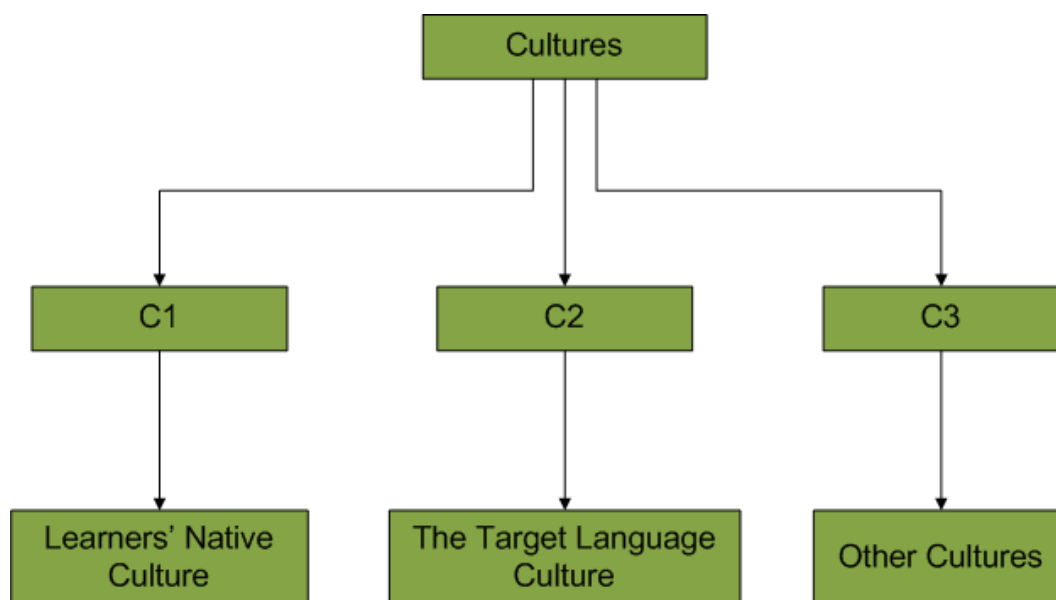 Cultures
C1
C2
C3
Learners’ Native
Culture
The Target Language
Culture
Other Cultures